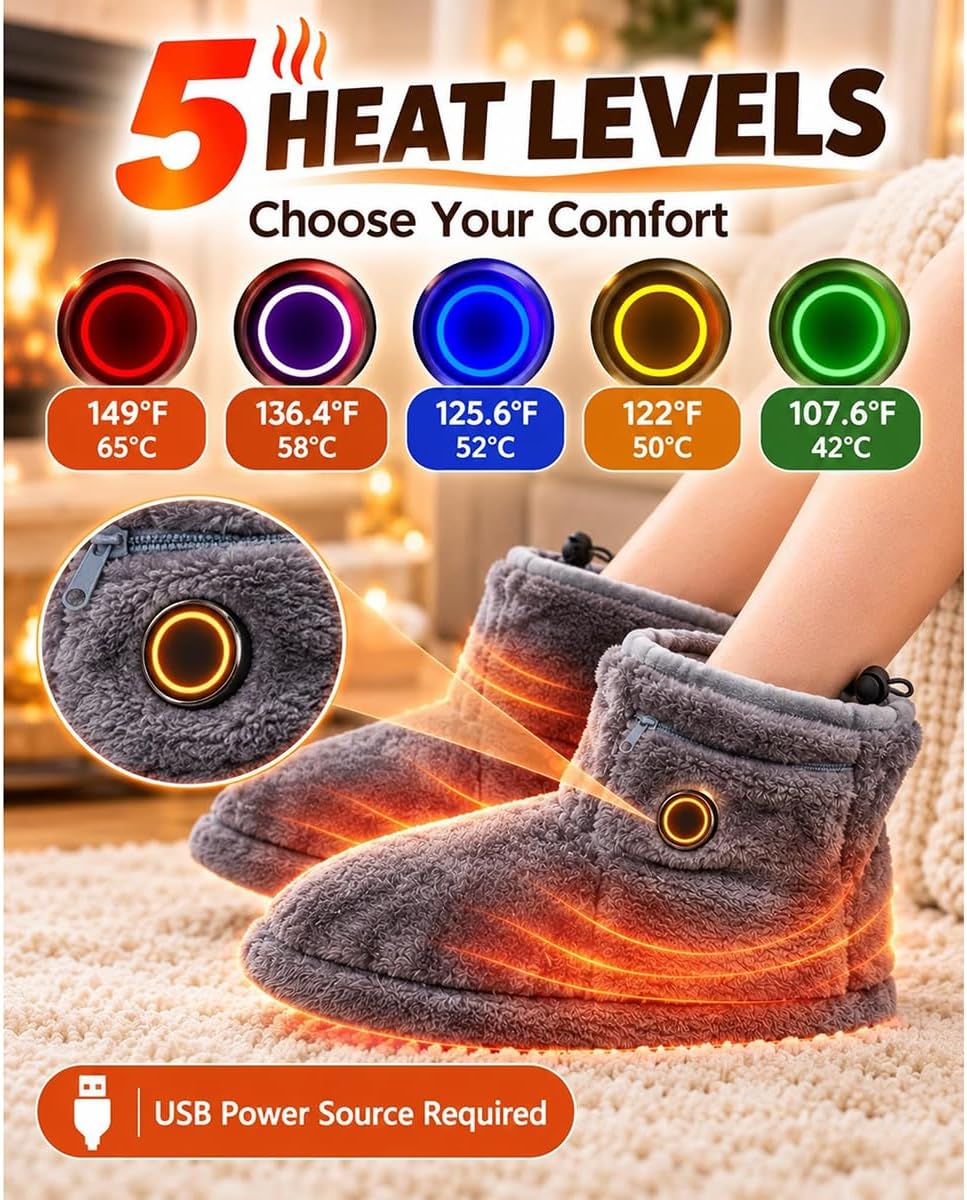 5 HEAT LEVELS
Choose Your Comfort
149°F
65°C
136.4°F
58°C
125.6°F
52°C
122°F
50°C
107.6°F
42°C
USB Power Source Required